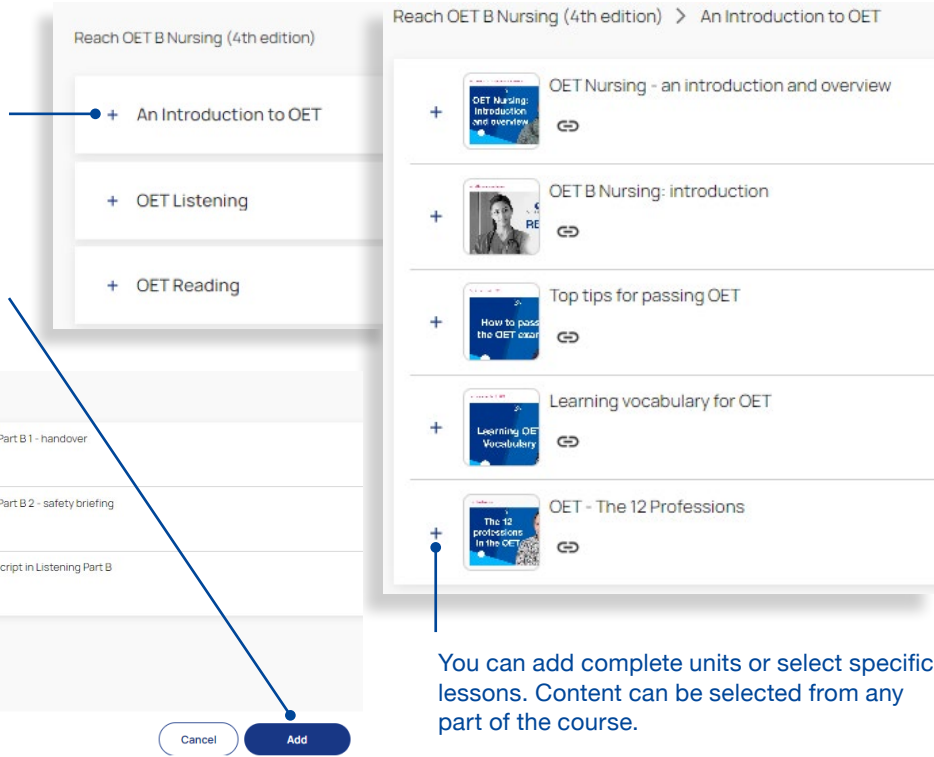 Reach OET B Nursing (4th edition)
+ An Introduction to OET
+ OET Listening
+ OET Reading
Part B 1 - handover
Part B 2 - safety briefing
cript in Listening Part B
Cancel
Add
Reach OET B Nursing (4th edition) > An Introduction to OET
+
OET Nursing:
Introduction
and overview
OET Nursing - an introduction and overview
+
RE
OET B Nursing: introduction
+
How to pass
the OET exar
Top tips for passing OET
+
Learning OE
Vocabulary
Learning vocabulary for OET
+
The 12
professions
in the OET
OET - The 12 Professions
You can add complete units or select specific
lessons. Content can be selected from any
part of the course.